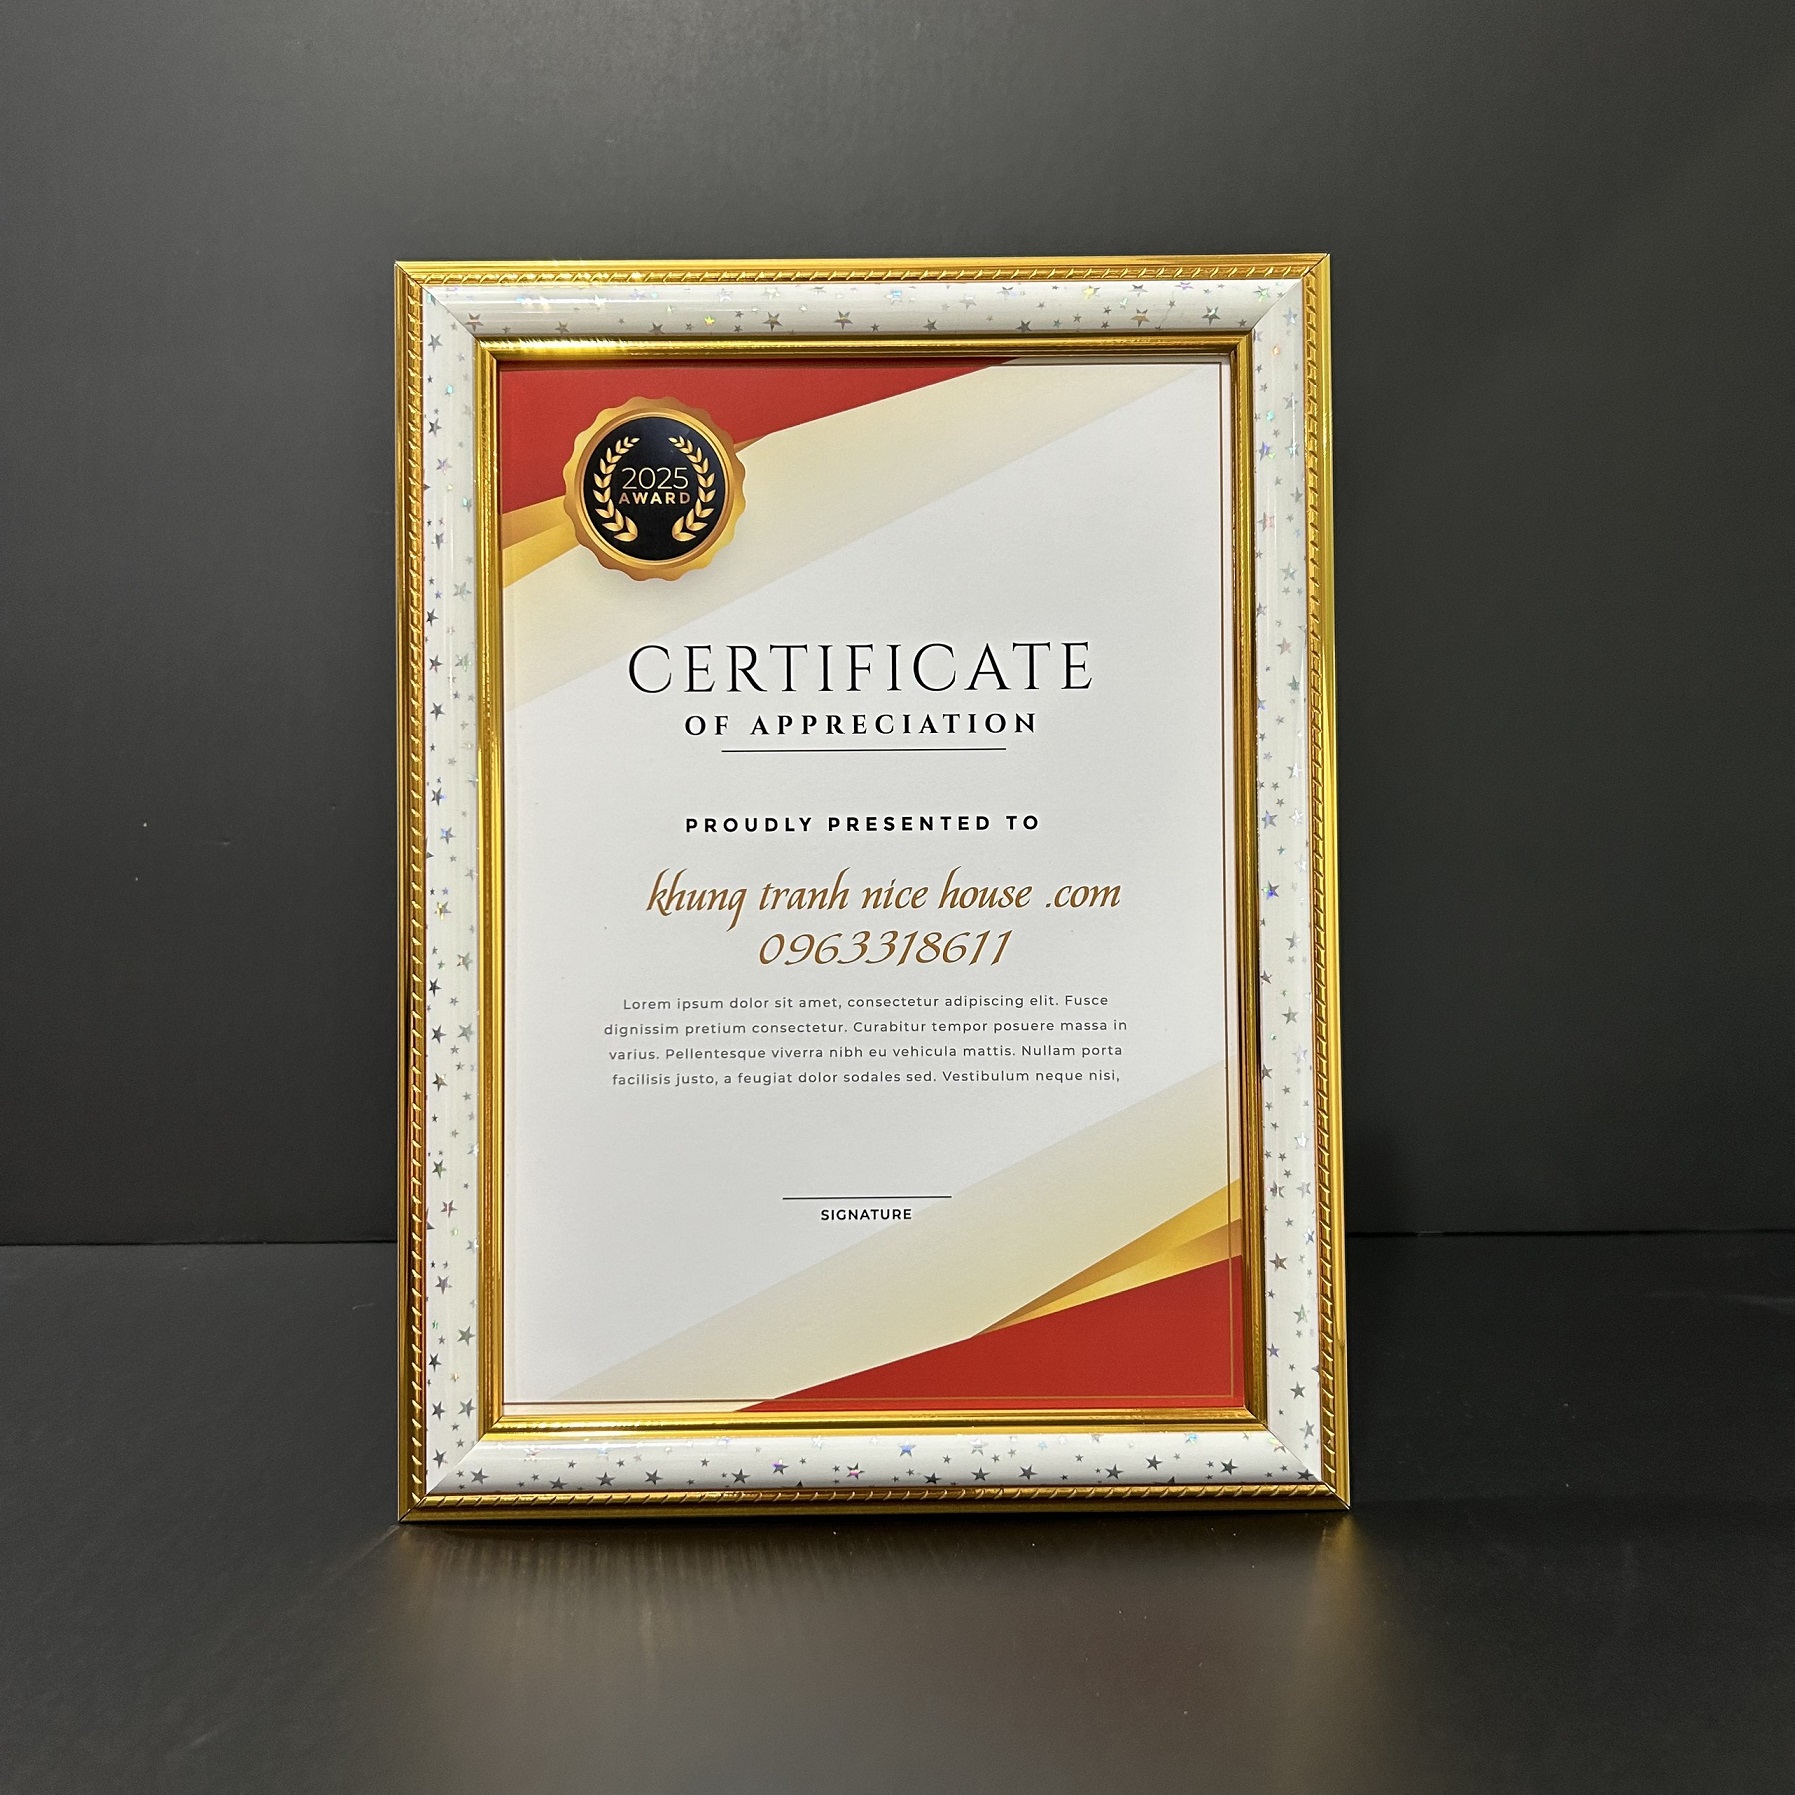 2025
AWARD
CERTIFICATE
OF APPRECIATION
PROUDLY PRESENTED TO
khung tranh nice house .com
0963318611
Lorem ipsum dolor sit amet, consectetur adipiscing elit. Fusce
dignissim pretium consectetur. Curabitur tempor posuere massa in
varius. Pellentesque viverra nibh eu vehicula mattis. Nullam porta
facilisis justo, a feugiat dolor sodales sed. Vestibulum neque nisi,
SIGNATURE